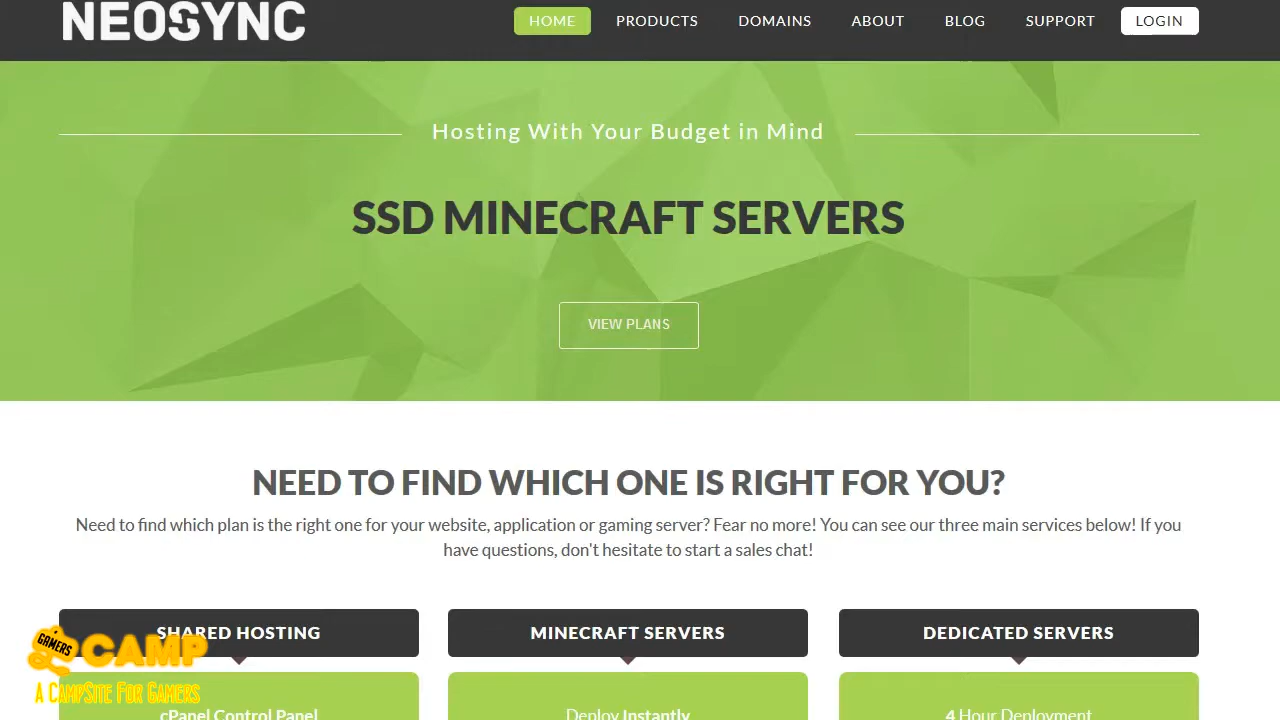 NEOSYNC
HOME PRODUCTS DOMAINS ABOUT BLOG SUPPORT LOGIN
Hosting With Your Budget in Mind
SSD MINECRAFT SERVERS
VIEW PLANS
NEED TO FIND WHICH ONE IS RIGHT FOR YOU?
Need to find which plan is the right one for your website, application or gaming server? Fear no more! You can see our three main services below! If you
have questions, don't hesitate to start a sales chat!
SHARED HOSTING
MINECRAFT SERVERS
DEDICATED SERVERS
GAMERS
CAMP
A CAMPSITE FOR GAMERS
cPanel Control Panel
Deploy Instantly
4 Hour Deployment